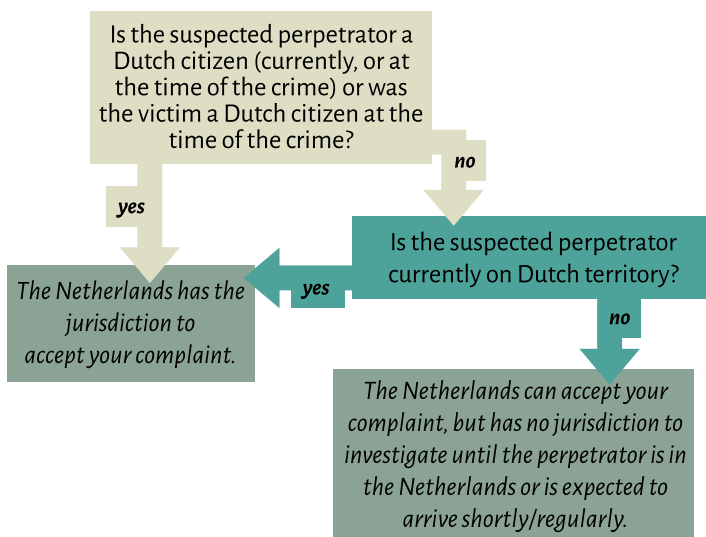 Is the suspected perpetrator a
Dutch citizen (currently, or at
the time of the crime) or was
the victim a Dutch citizen at the
time of the crime?
no
yes
Is the suspected perpetrator
currently on Dutch territory?
yes
The Netherlands has the
jurisdiction to
accept your complaint.
no
The Netherlands can accept your
complaint, but has no jurisdiction to
investigate until the perpetrator is in
the Netherlands or is expected to
arrive shortly/regularly.